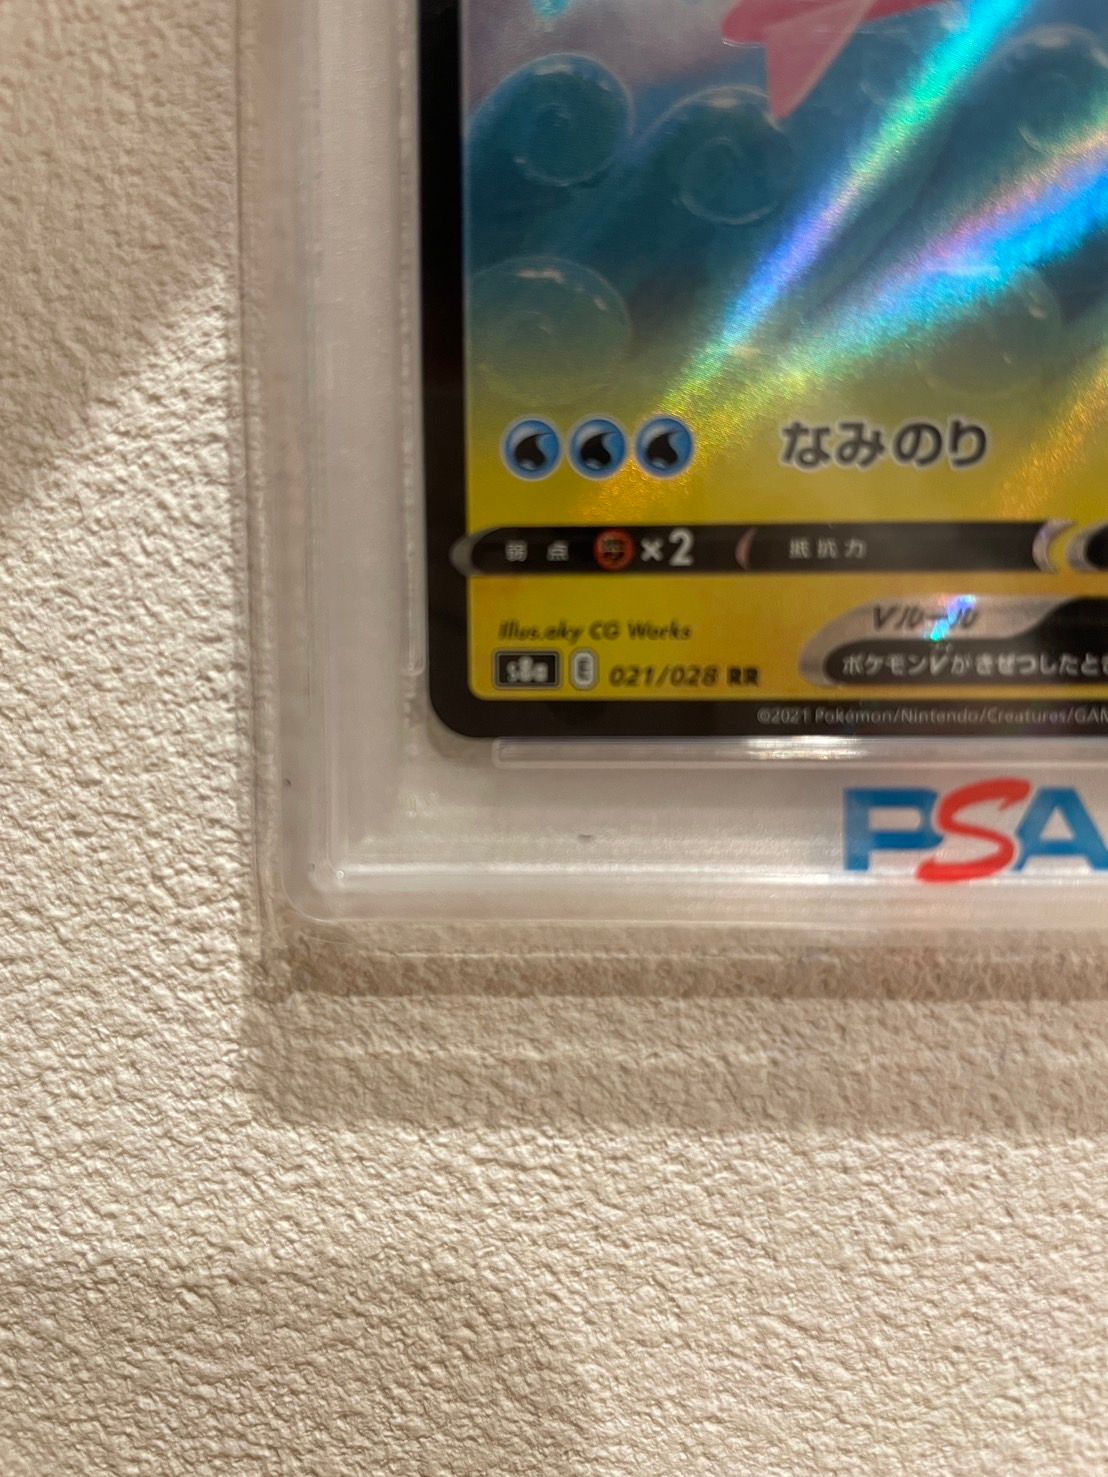 なみのり
弱点 闘 ×2 抵抗力
Illus.aky CG Works
Vルール
s8a E 021/028 RR
ポケモンVがきぜつしたとき
©2021 Pokémon/Nintendo/Creatures/GAM
PSA